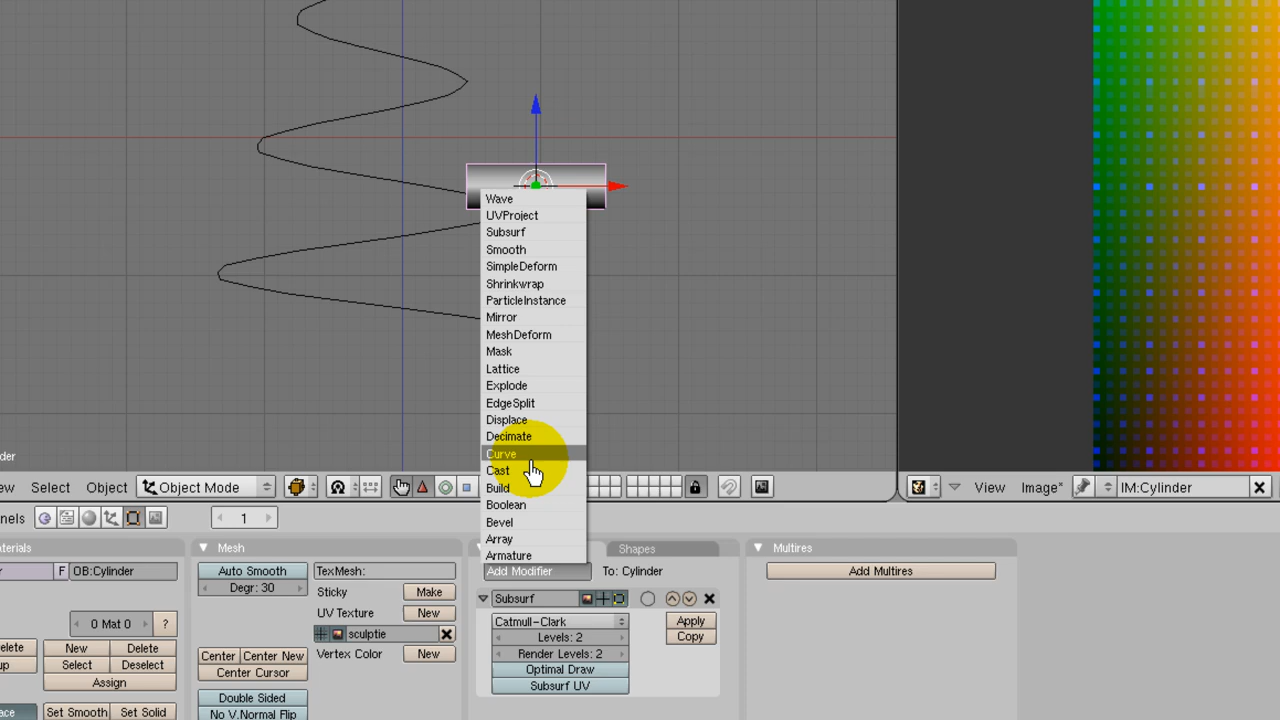 Wave
UVProject
Subsurf
Smooth
SimpleDeform
Shrinkwrap
ParticleInstance
Mirror
MeshDeform
Mask
Lattice
Explode
EdgeSplit
Displace
Decimate
Curve
Cast
Build
Boolean
Bevel
Array
Armature
der
ew Select Object Object Mode
View Image* IM:Cylinder
nels 1
aterials
F OB:Cylinder
0 Mat 0 ?
elete New Delete
up Select Deselect
Assign
ace Set Smooth Set Solid
Mesh
Auto Smooth
Degr: 30
TexMesh:
Sticky Make
UV Texture New
sculptie
Vertex Color New
Center Center New
Center Cursor
Double Sided
No V.Normal Flip
Shapes
Add Modifier To: Cylinder
Subsurf
Catmull-Clark
Levels: 2
Render Levels: 2
Optimal Draw
Subsurf UV
Apply
Copy
Multires
Add Multires